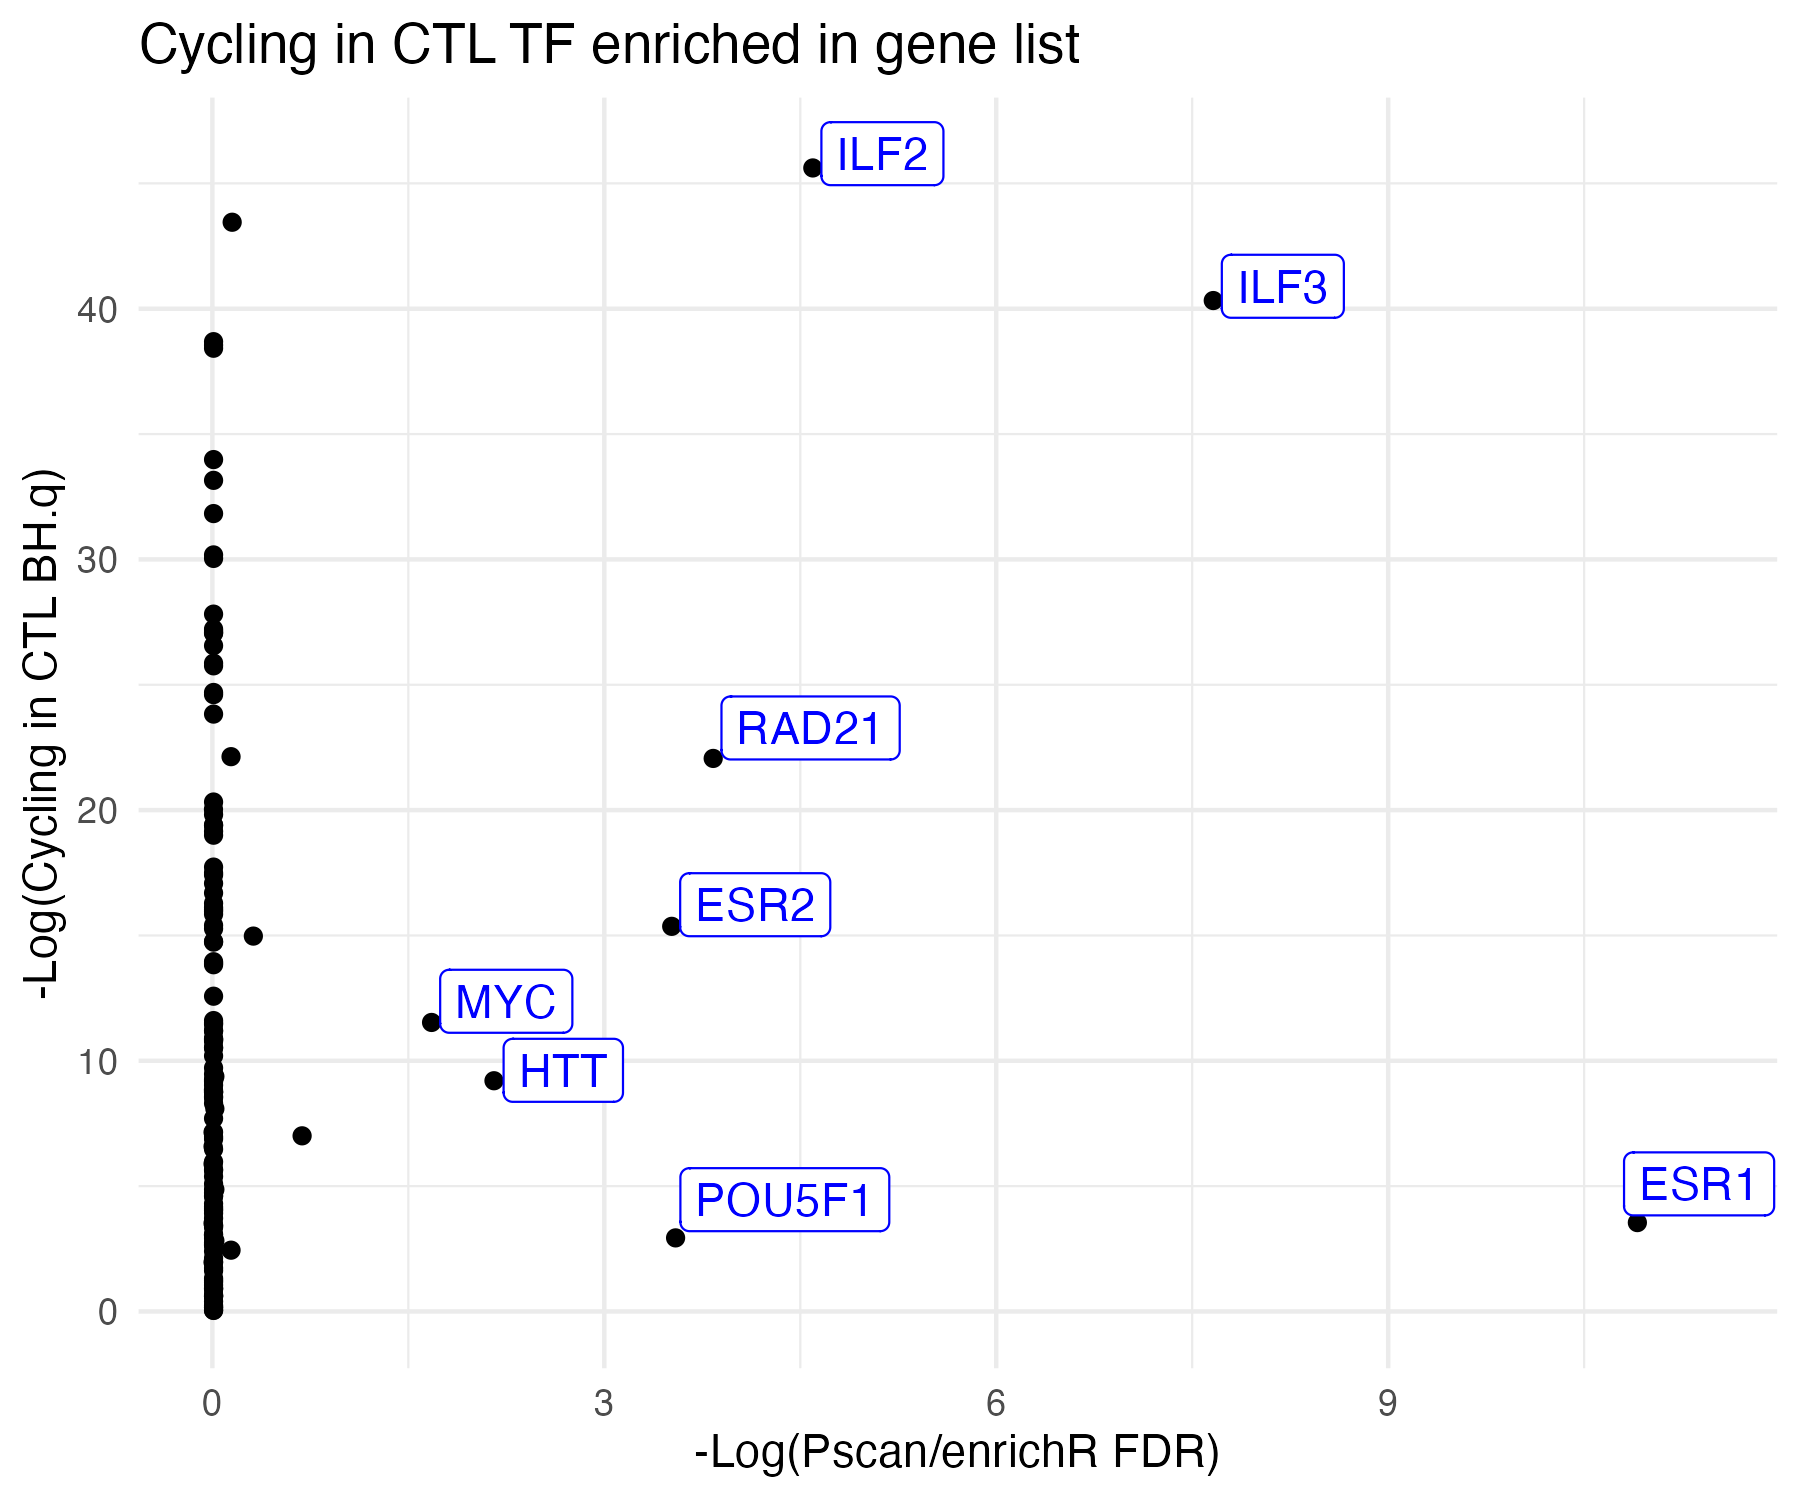 Cycling in CTL TF enriched in gene list
-Log(Cycling in CTL BH.q)
40
30
20
10
0
ILF2
ILF3
RAD21
ESR2
MYC
HTT
POU5F1
ESR1
0 3 6 9
-Log(Pscan/enrichR FDR)